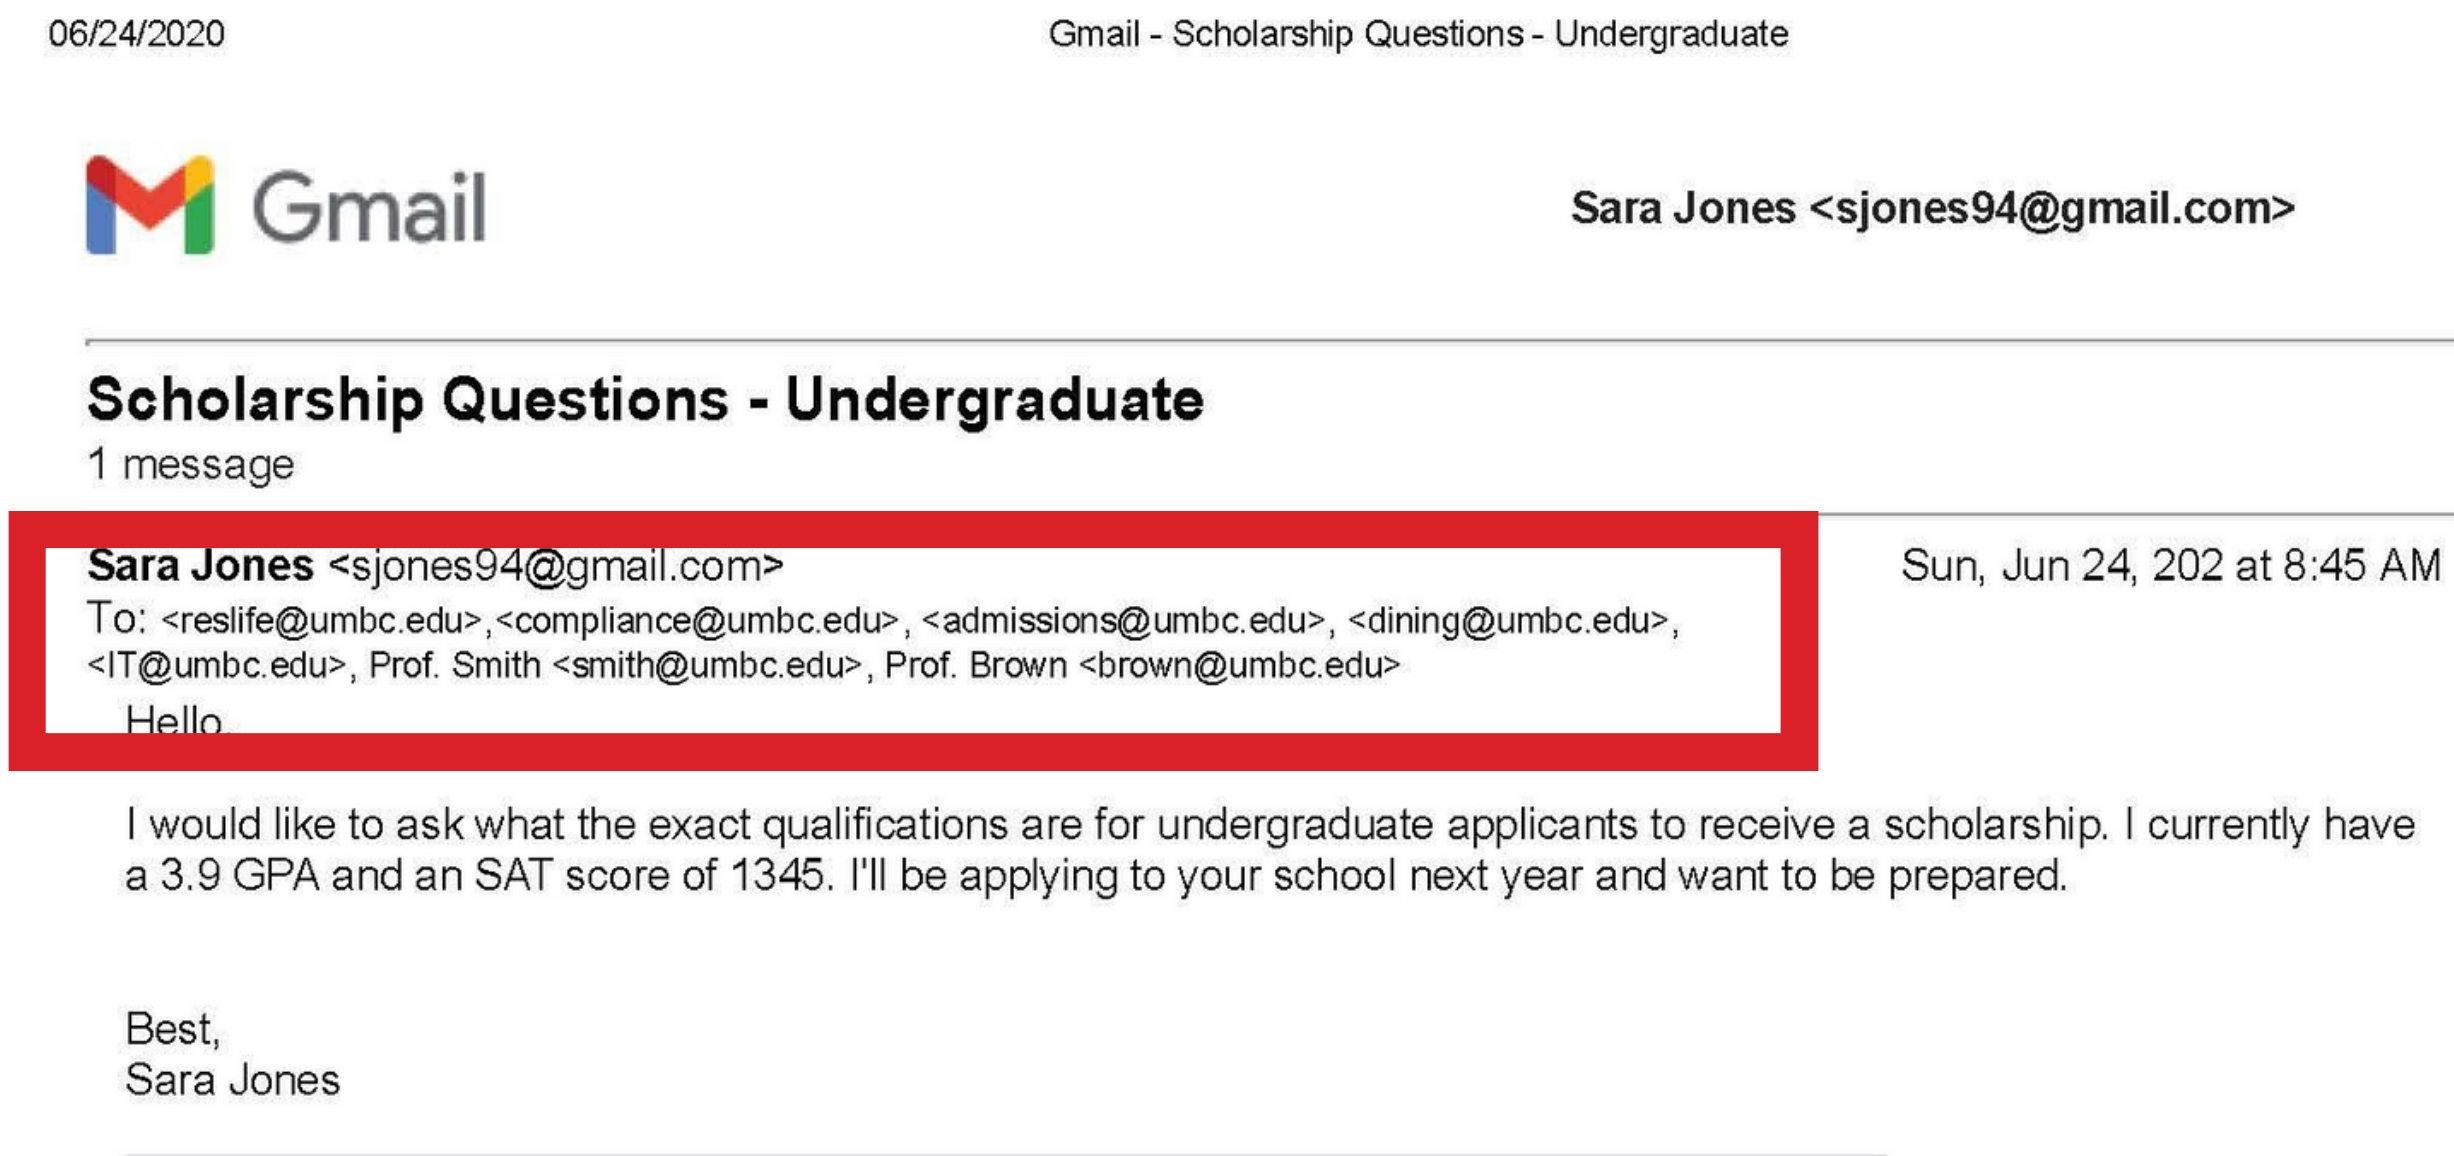 06/24/2020 Gmail - Scholarship Questions - Undergraduate
Gmail Sara Jones <sjones94@gmail.com>
Scholarship Questions - Undergraduate
1 message
Sara Jones <sjones94@gmail.com> Sun, Jun 24, 202 at 8:45 AM
To: <reslife@umbc.edu>,<compliance@umbc.edu>, <admissions@umbc.edu>, <dining@umbc.edu>,
<IT@umbc.edu>, Prof. Smith <smith@umbc.edu>, Prof. Brown <brown@umbc.edu>
Hello,
I would like to ask what the exact qualifications are for undergraduate applicants to receive a scholarship. I currently have
a 3.9 GPA and an SAT score of 1345. I'll be applying to your school next year and want to be prepared.
Best,
Sara Jones